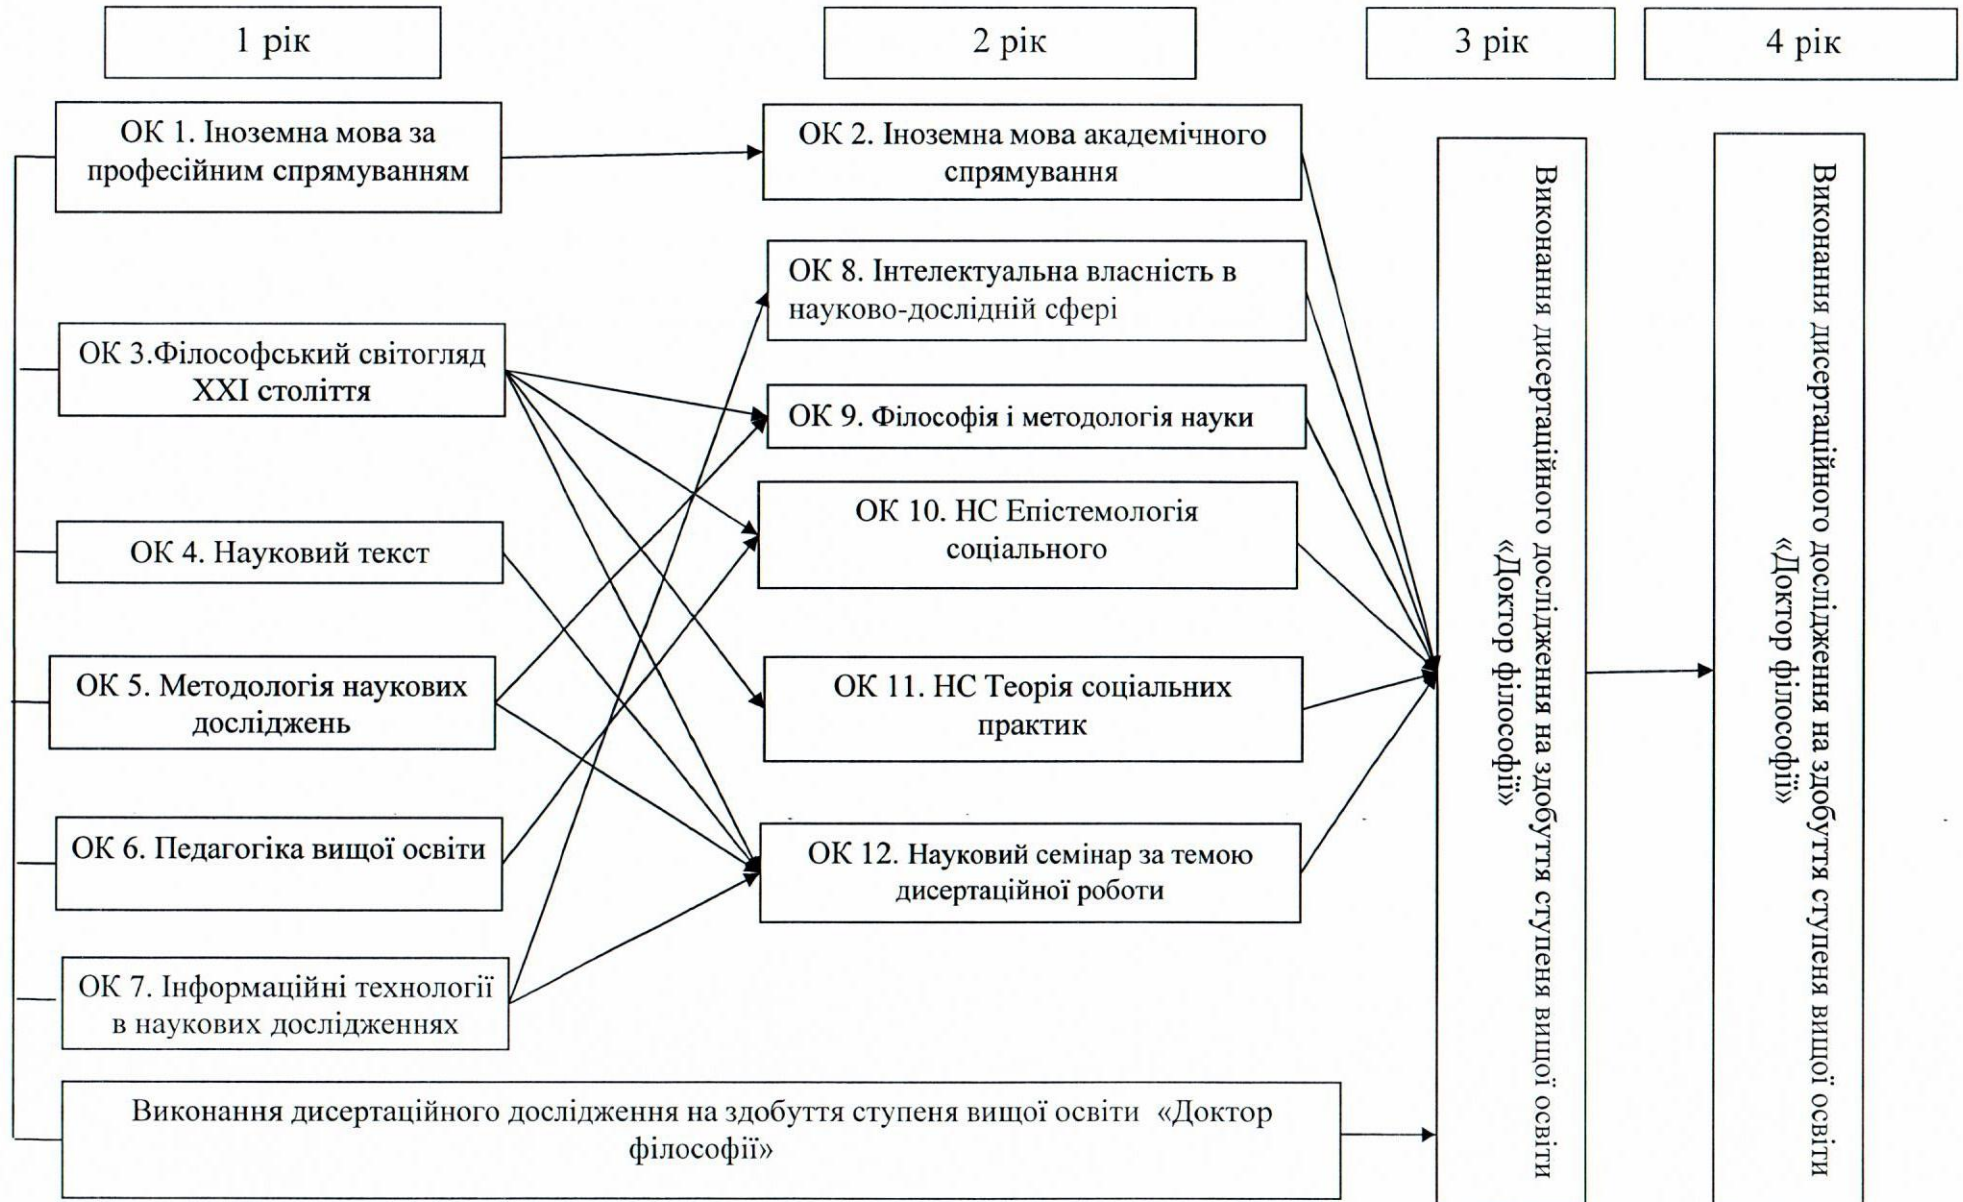 1 рік
2 рік
3 рік
4 рік
ОК 1. Іноземна мова за
професійним спрямуванням
ОК 2. Іноземна мова академічного
спрямування
ОК 8. Інтелектуальна власність в
науково-дослідній сфері
ОК 3.Філософський світогляд
ХХІ століття
ОК 9. Філософія і методологія науки
ОК 10. НС Епістемологія
соціального
ОК 4. Науковий текст
ОК 5. Методологія наукових
досліджень
ОК 11. НС Теорія соціальних
практик
ОК 6. Педагогіка вищої освіти
ОК 12. Науковий семінар за темою
дисертаційної роботи
ОК 7. Інформаційні технології
в наукових дослідженнях
Виконання дисертаційного дослідження на здобуття ступеня вищої освіти «Доктор
філософії»
Виконання дисертаційного дослідження на здобуття ступеня вищої освіти
«Доктор філософії»
Виконання дисертаційного дослідження на здобуття ступеня вищої освіти
«Доктор філософії»